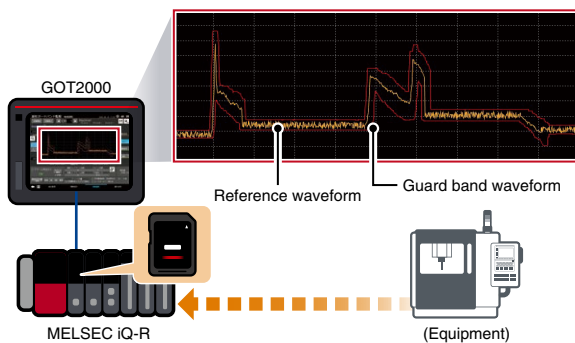 GOT2000
Reference waveform
Guard band waveform
MELSEC iQ-R
(Equipment)